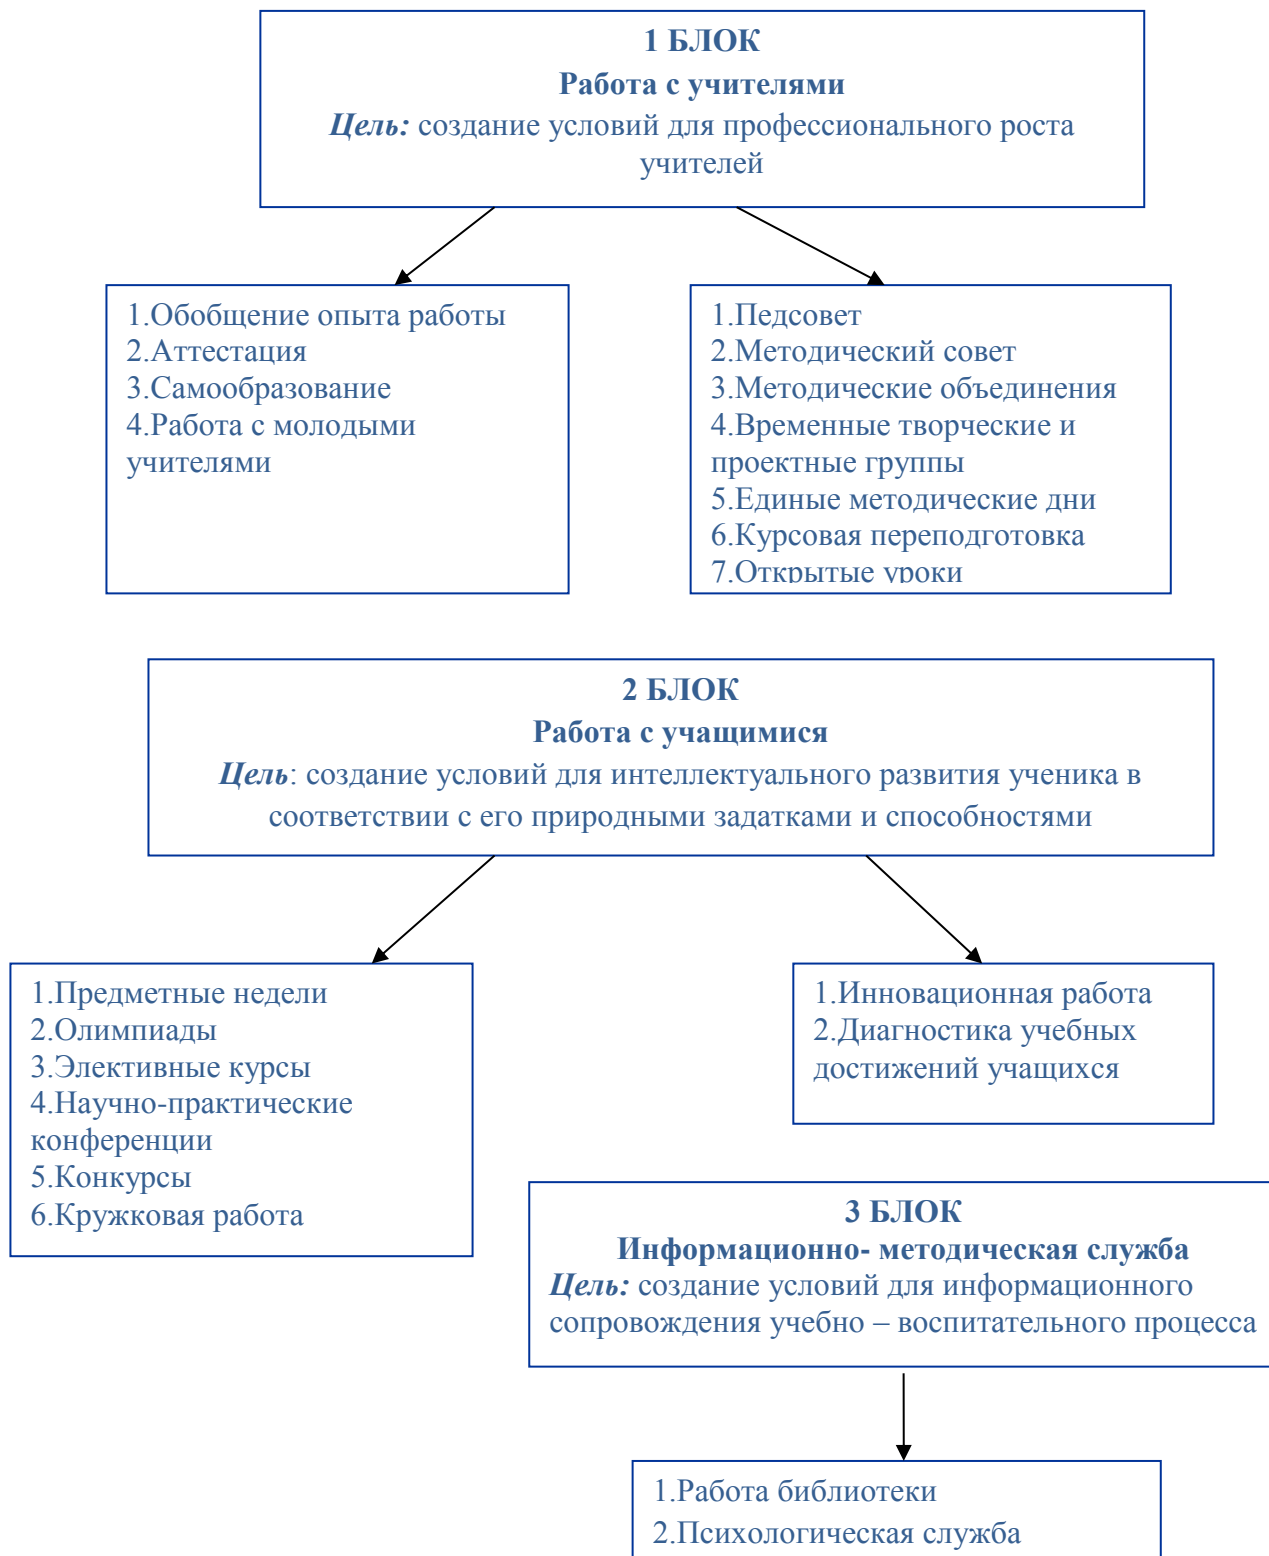 1 БЛОК
Работа с учителями
Цель: создание условий для профессионального роста
учителей
1.Обобщение опыта работы
2.Аттестация
3.Самообразование
4.Работа с молодыми
учителями
1.Педсовет
2.Методический совет
3.Методические объединения
4.Временные творческие и
проектные группы
5.Единые методические дни
6.Курсовая переподготовка
7.Открытые уроки
2 БЛОК
Работа с учащимися
Цель: создание условий для интеллектуального развития ученика в
соответствии с его природными задатками и способностями
1.Предметные недели
2.Олимпиады
3.Элективные курсы
4.Научно-практические
конференции
5.Конкурсы
6.Кружковая работа
1.Инновационная работа
2.Диагностика учебных
достижений учащихся
3 БЛОК
Информационно- методическая служба
Цель: создание условий для информационного
сопровождения учебно – воспитательного процесса
1.Работа библиотеки
2.Психологическая служба